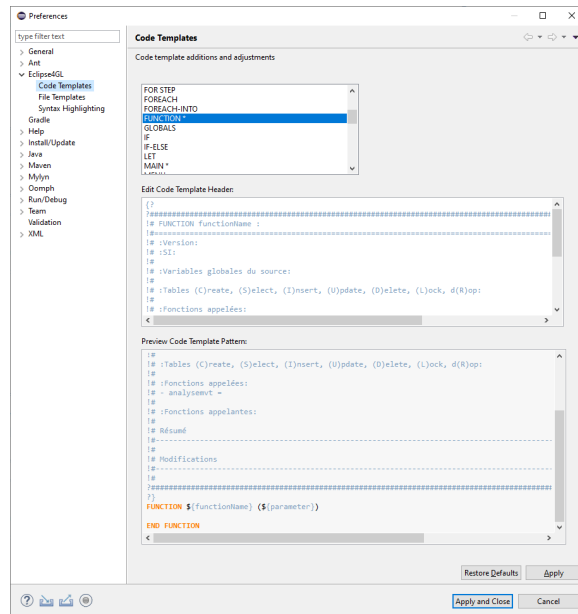 Preferences
type filter text
General
Ant
Eclipse4GL
Code Templates
File Templates
Syntax Highlighting
Gradle
Help
Install/Update
Java
Maven
Mylyn
Oomph
Run/Debug
Team
Validation
XML
Code Templates
Code template additions and adjustments
FOR STEP
FOREACH
FOREACH-INTO
FUNCTION *
GLOBALS
IF
IF-ELSE
LET
MAIN *
Edit Code Template Header:
{?
!# FUNCTION functionName :
!# :Version:
!# :SI:
!#
!# :Variables globales du source:
!#
!# :Tables (C)reate, (S)elect, (I)nsert, (U)pdate, (D)elete, (L)ock, d(R)op:
!#
!# :Fonctions appelées:
Preview Code Template Pattern:
!#
!# :Tables (C)reate, (S)elect, (I)nsert, (U)pdate, (D)elete, (L)ock, d(R)op:
!#
!# :Fonctions appelées:
!# - analysemvt =
!#
!# :Fonctions appelantes:
!#
!# Résumé
!#
!# Modifications
!#
?}
FUNCTION ${functionName} (${parameter})
END FUNCTION
Restore Defaults
Apply
Apply and Close
Cancel